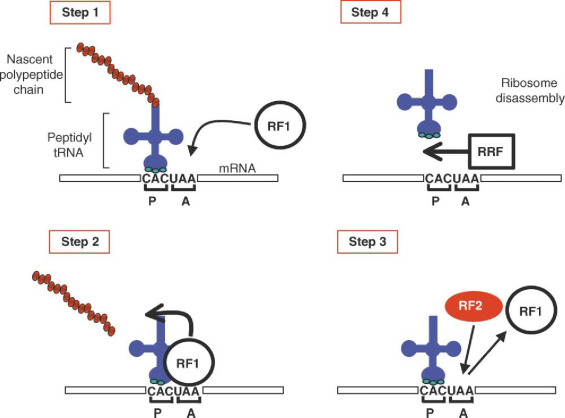 Step 1
Nascent
polypeptide
chain
Peptidyl
tRNA
RF1
mRNA
CACUAA
P A
Step 4
Ribosome
disassembly
RRF
CACUAA
P A
Step 2
RF1
CACUAA
P A
Step 3
RF2
RF1
CACUAA
P A